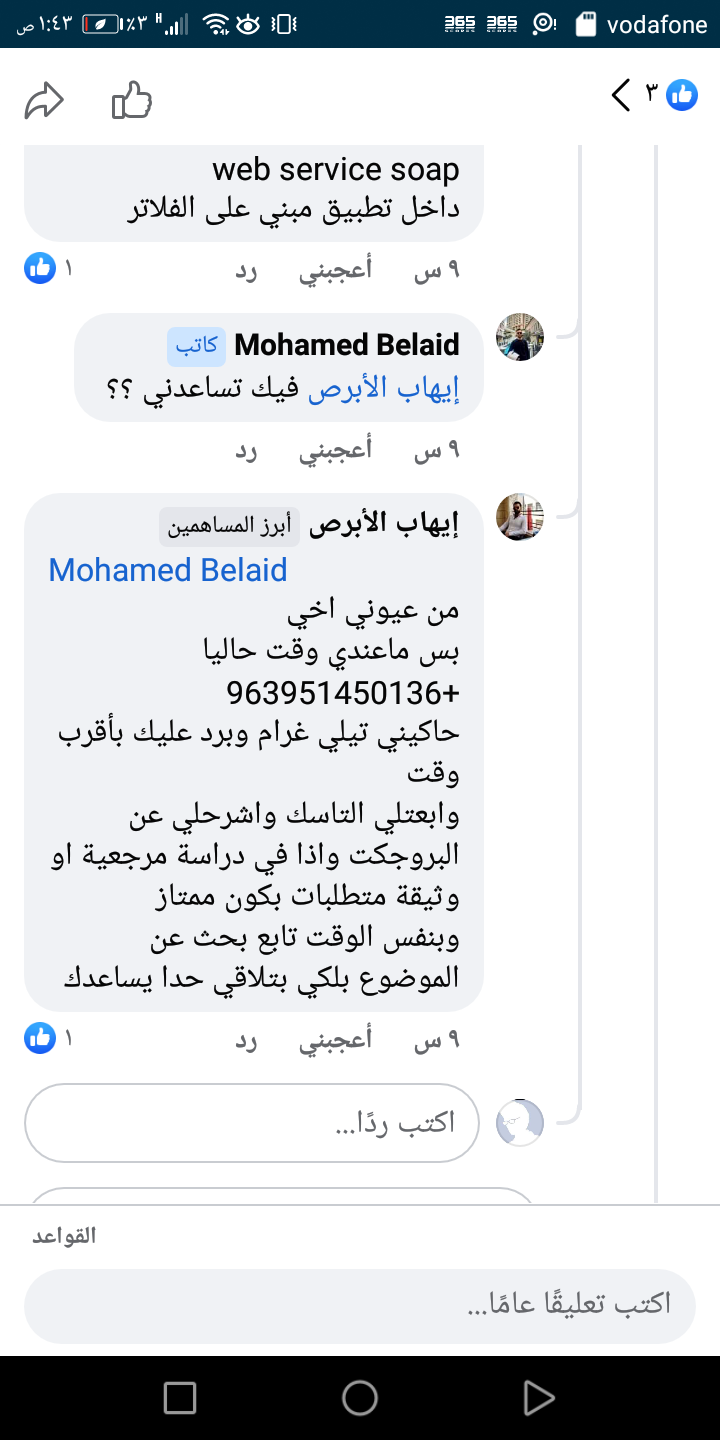 ١:٤٣ ص ٪٣ H 365 365 vodafone
٣
web service soap
داخل تطبيق مبني على الفلاتر
٩ س أعجبني رد ١
Mohamed Belaid كاتب
إيهاب الأبرص فيك تساعدني ؟؟
٩ س أعجبني رد
إيهاب الأبرص أبرز المساهمين
Mohamed Belaid
من عيوني اخي
بس ماعندي وقت حاليا
963951450136+
حاكيني تيلي غرام وبرد عليك بأقرب
وقت
وابعتلي التاسك واشرحلي عن
البروجكت واذا في دراسة مرجعية او
وثيقة متطلبات بكون ممتاز
وبنفس الوقت تابع بحث عن
الموضوع بلكي بتلاقي حدا يساعدك
٩ س أعجبني رد ١
اكتب ردًا...
القواعد
اكتب تعليقًا عامًا...